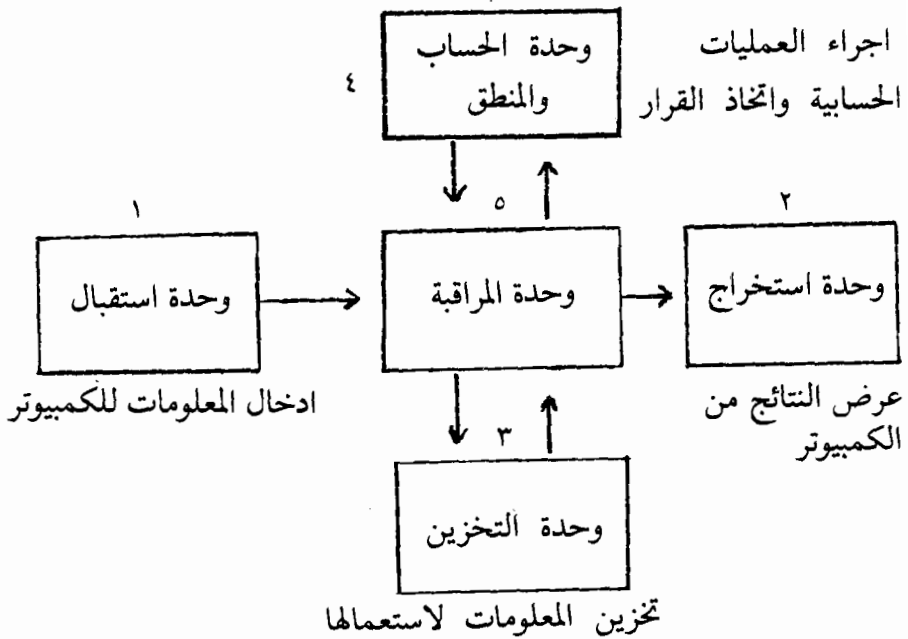 وحدة الحساب
والمنطق
٤
اجراء العمليات
الحسابية واتخاذ القرار
١
وحدة استقبال
ادخال المعلومات للكمبيوتر
٥
وحدة المراقبة
٢
وحدة استخراج
عرض النتائج من
الكمبيوتر
٣
وحدة التخزين
تخزين المعلومات لاستعمالها